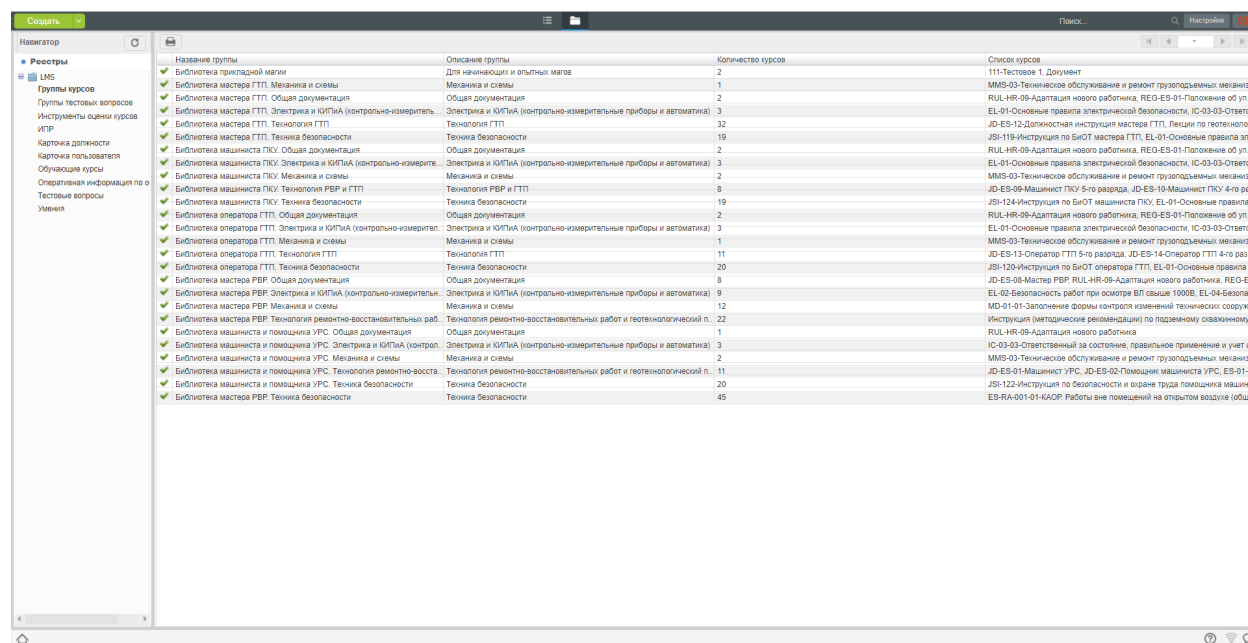 Создать Поиск... Настройки
Навигатор
Реестры
LMS
Группы курсов
Группы тестовых вопросов
Инструменты оценки курсов
ИПР
Карточка должности
Карточка пользователя
Обучающие курсы
Оперативная информация по о
Тестовые вопросы
Умения
Название группы Описание группы Количество курсов Список курсов
Библиотека прикладной магии Для начинающих и опытных магов 2 111-Тестовое 1, Документ
Библиотека мастера ГТП. Механика и схемы Механика и схемы 1 MMS-03-Техническое обслуживание и ремонт грузоподъемных механиз
Библиотека мастера ГТП. Общая документация Общая документация 2 RUL-HR-09-Адаптация нового работника, REG-ES-01-Положение об уп.
Библиотека мастера ГТП. Электрика и КИПиА (контрольно-измеритель... Электрика и КИПиА (контрольно-измерительные приборы и автоматика) 3 EL-01-Основные правила электрической безопасности, IC-03-03-Ответс
Библиотека мастера ГТП. Технология ГТП Технология ГТП 32 JD-ES-12-Должностная инструкция мастера ГТП, Лекции по геотехноло
Библиотека мастера ГТП. Техника безопасности Техника безопасности 19 JSI-119-Инструкция по БиОТ мастера ГТП, EL-01-Основные правила эл
Библиотека машиниста ПКУ. Общая документация Общая документация 2 RUL-HR-09-Адаптация нового работника, REG-ES-01-Положение об уп.
Библиотека машиниста ПКУ. Электрика и КИПиА (контрольно-измерите... Электрика и КИПиА (контрольно-измерительные приборы и автоматика) 3 EL-01-Основные правила электрической безопасности, IC-03-03-Ответс
Библиотека машиниста ПКУ. Механика и схемы Механика и схемы 2 MMS-03-Техническое обслуживание и ремонт грузоподъемных механиз
Библиотека машиниста ПКУ. Технология РВР и ГТП Технология РВР и ГТП 8 JD-ES-09-Машинист ПКУ 5-го разряда, JD-ES-10-Машинист ПКУ 4-го ра
Библиотека машиниста ПКУ. Техника безопасности Техника безопасности 19 JSI-124-Инструкция по БиОТ машиниста ПКУ, EL-01-Основные правила
Библиотека оператора ГТП. Общая документация Общая документация 2 RUL-HR-09-Адаптация нового работника, REG-ES-01-Положение об уп.
Библиотека оператора ГТП. Электрика и КИПиА (контрольно-измерител... Электрика и КИПиА (контрольно-измерительные приборы и автоматика) 3 EL-01-Основные правила электрической безопасности, IC-03-03-Ответс
Библиотека оператора ГТП. Механика и схемы Механика и схемы 1 MMS-03-Техническое обслуживание и ремонт грузоподъемных механиз
Библиотека оператора ГТП. Технология ГТП Технология ГТП 11 JD-ES-13-Оператор ГТП 5-го разряда, JD-ES-14-Оператор ГТП 4-го раз
Библиотека оператора ГТП. Техника безопасности Техника безопасности 20 JSI-120-Инструкция по БиОТ оператора ГТП, EL-01-Основные правила
Библиотека мастера РВР. Общая документация Общая документация 8 JD-ES-08-Мастер РВР, RUL-HR-09-Адаптация нового работника, REG-E
Библиотека мастера РВР. Электрика и КИПиА (контрольно-измерительн... Электрика и КИПиА (контрольно-измерительные приборы и автоматика) 9 EL-02-Безопасность работ при осмотре ВЛ свыше 1000В, EL-04-Безопа
Библиотека мастера РВР. Механика и схемы Механика и схемы 12 MD-01-01-Заполнение формы контроля изменений технических сооруж
Библиотека мастера РВР. Технология ремонтно-восстановительных раб... Технология ремонтно-восстановительных работ и геотехнологический п... 22 Инструкция (методические рекомендации) по подземному скважинному
Библиотека машиниста и помощника УРС. Общая документация Общая документация 1 RUL-HR-09-Адаптация нового работника
Библиотека машиниста и помощника УРС. Электрика и КИПиА (контрол... Электрика и КИПиА (контрольно-измерительные приборы и автоматика) 3 IC-03-03-Ответственный за состояние, правильное применение и учет и
Библиотека машиниста и помощника УРС. Механика и схемы Механика и схемы 2 MMS-03-Техническое обслуживание и ремонт грузоподъемных механиз
Библиотека машиниста и помощника УРС. Технология ремонтно-восста... Технология ремонтно-восстановительных работ и геотехнологический п... 11 JD-ES-01-Машинист УРС, JD-ES-02-Помощник машиниста УРС, ES-01-
Библиотека машиниста и помощника УРС. Техника безопасности Техника безопасности 20 JSI-122-Инструкция по безопасности и охране труда помощника машин
Библиотека мастера РВР. Техника безопасности Техника безопасности 45 ES-RA-001-01-КАОР. Работы вне помещений на открытом воздухе (общ